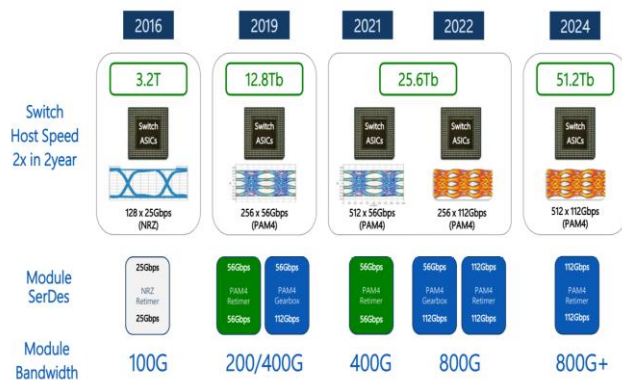 2016
2019
2021
2022
2024
Switch
Host Speed
2x in 2year
3.2T
12.8Tb
25.6Tb
51.2Tb
Switch
ASICs
Switch
ASICs
Switch
ASICs
Switch
ASICs
Switch
ASICs
128 x 25Gbps
(NRZ)
256 x 56Gbps
(PAM4)
512 x 56Gbps
(PAM4)
256 x 112Gbps
(PAM4)
512 x 112Gbps
(PAM4)
Module
SerDes
25Gbps
NRZ
Retimer
25Gbps
56Gbps
PAM4
Retimer
56Gbps
56Gbps
PAM4
Gearbox
112Gbps
56Gbps
PAM4
Retimer
56Gbps
56Gbps
PAM4
Gearbox
112Gbps
112Gbps
PAM4
Retimer
112Gbps
112Gbps
PAM4
Retimer
112Gbps
Module
Bandwidth
100G
200/400G
400G
800G
800G+